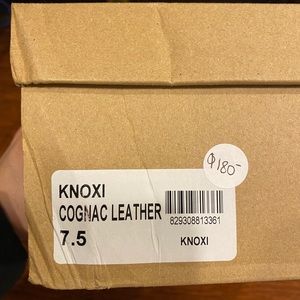 ₱180-
KNOXI
COGNAC LEATHER
7.5
829308813361
KNOXI